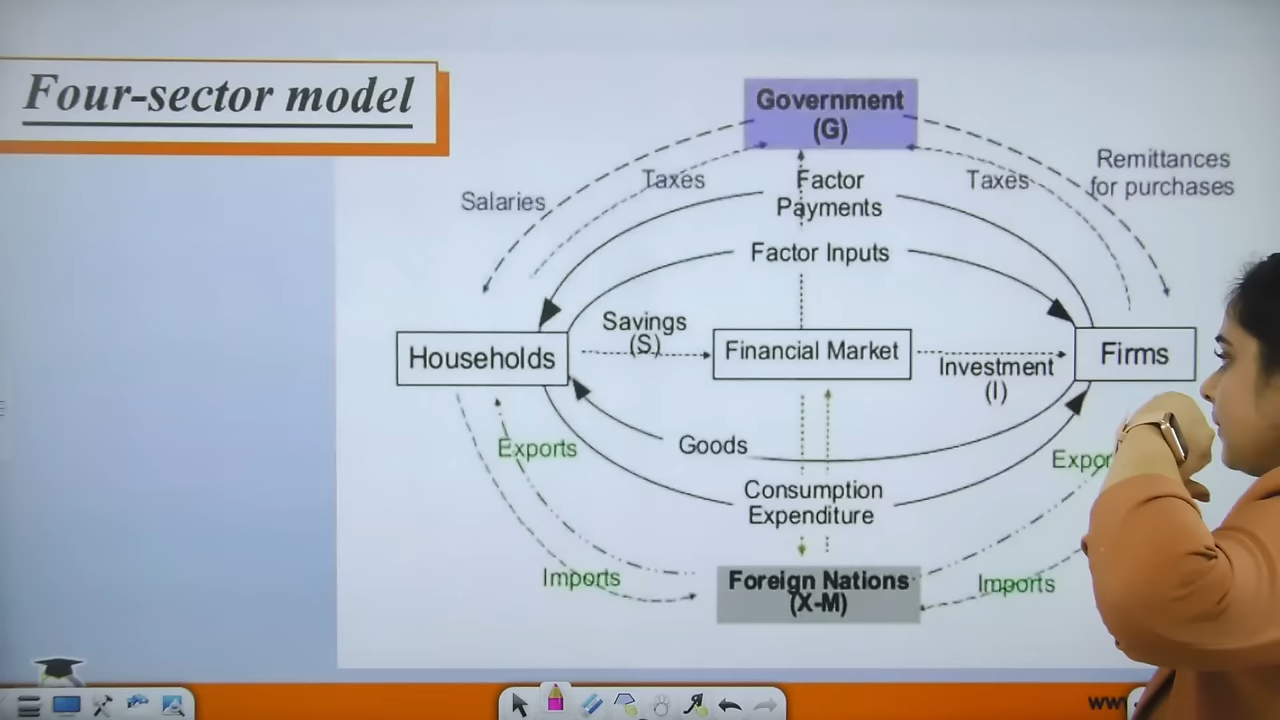 Four-sector model
Government
(G)
Remittances
for purchases
Taxes
Factor
Payments
Taxes
Salaries
Factor Inputs
Savings
(S)
Households
Financial Market
Firms
Investment
(I)
Goods
Exports
Consumption
Expenditure
Imports
Foreign Nations
(X-M)
Imports